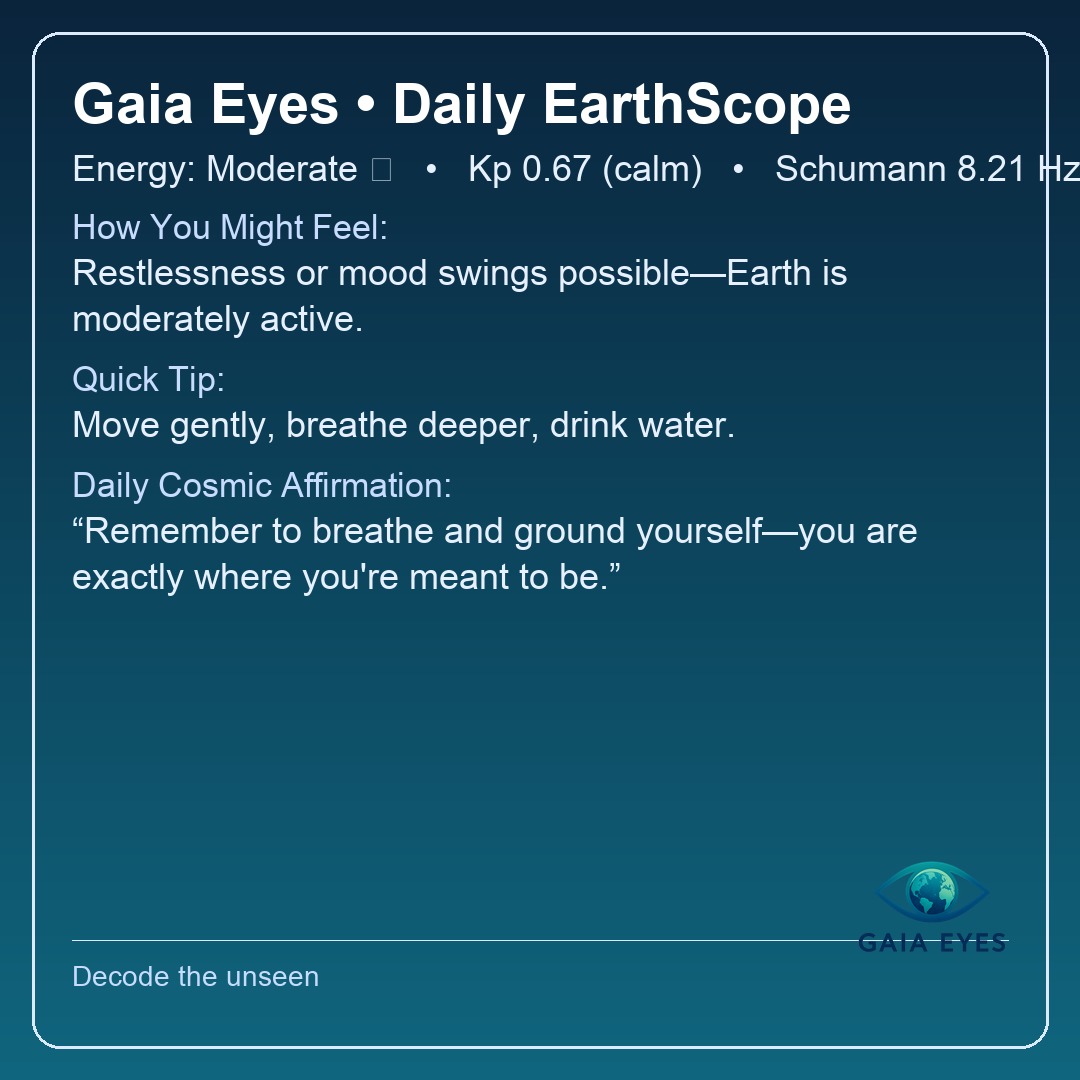 Gaia Eyes • Daily EarthScope
Energy: Moderate □ • Kp 0.67 (calm) • Schumann 8.21 Hz
How You Might Feel:
Restlessness or mood swings possible—Earth is
moderately active.
Quick Tip:
Move gently, breathe deeper, drink water.
Daily Cosmic Affirmation:
“Remember to breathe and ground yourself—you are
exactly where you're meant to be.”
GAIA EYES
Decode the unseen